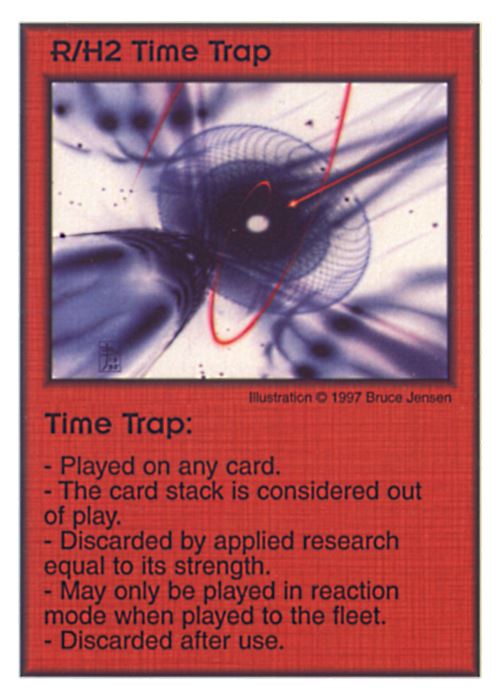 R/H2 Time Trap
Illustration © 1997 Bruce Jensen
Time Trap:
- Played on any card.
- The card stack is considered out
of play.
- Discarded by applied research
equal to its strength.
- May only be played in reaction
mode when played to the fleet.
- Discarded after use.